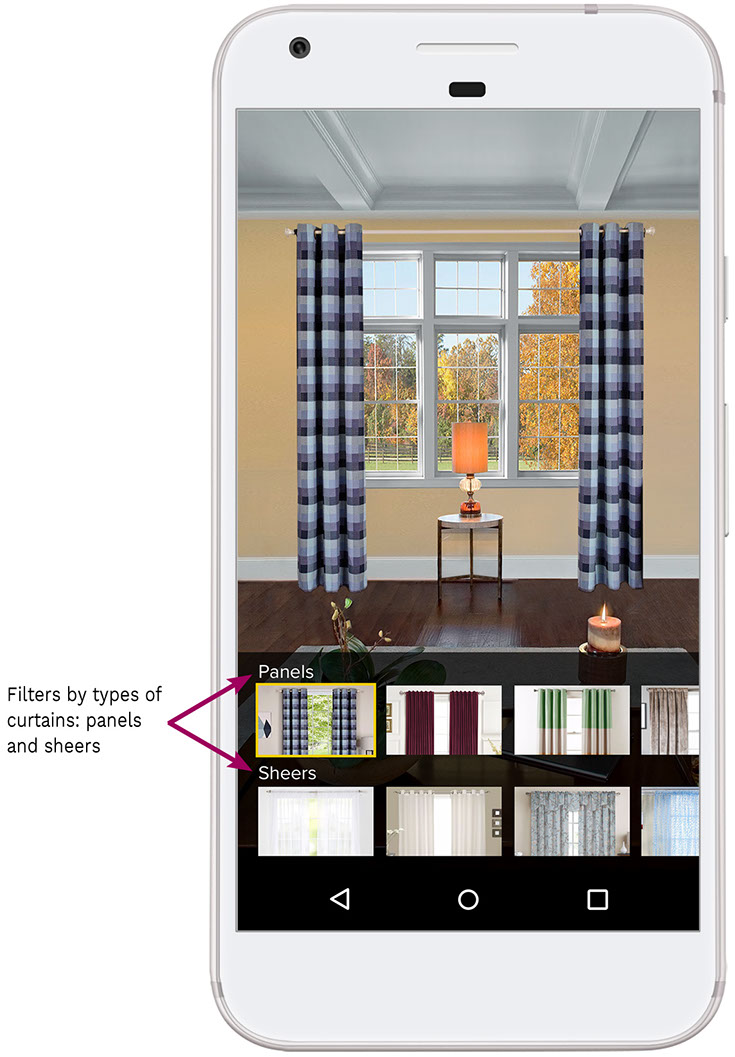 Panels
Filters by types of
curtains: panels
and sheers
Sheers